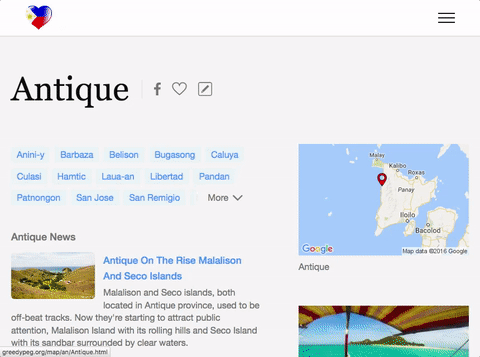 Antique
Anini-y Barbaza Belison Bugasong Caluya
Culasi Hamtic Laua-an Libertad Pandan
Patnongon San Jose San Remigio More
Antique News
Antique On The Rise Malalison
And Seco Islands
Malalison and Seco islands, both
located in Antique province, used to be
off-beat tracks. Now they're starting to attract public
attention, Malalison Island with its rolling hills and Seco Island
with its sandbar surrounded by clear waters.
greedypeg.org/map/an/Antique.html
Malay
Kalibo
Roxas
Panay
Iloilo
Bacolod
Google
Map data ©2016 Google
Antique